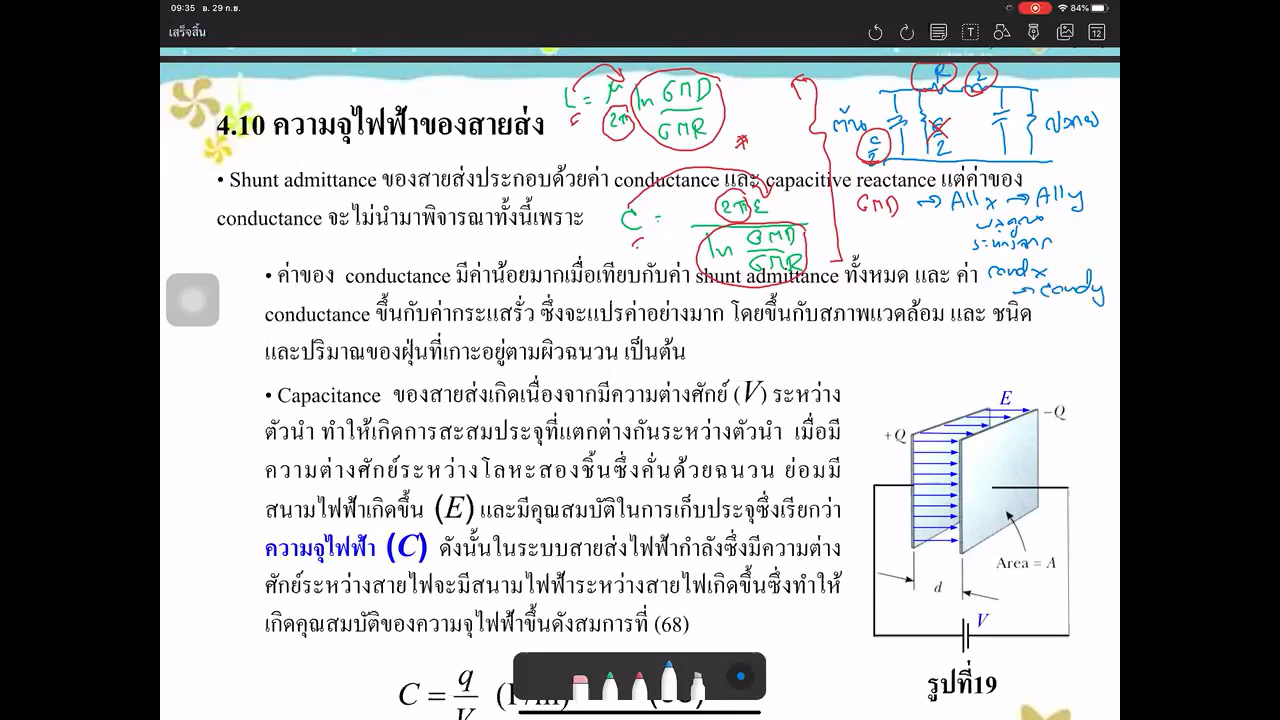 09:35 อ. 29 ก.ย.
84%
เสร็จสิ้น
T
12
L = μ ln GMD
2π GMR
*
R
ต้น
C
2
C
2
ปลาย
4.10 ความจุไฟฟ้าของสายส่ง
• Shunt admittance ของสายส่งประกอบด้วยค่า conductance และ capacitive reactance แต่ค่าของ
conductance จะไม่นำมาพิจารณาทั้งนี้เพราะ
C = 2πε
ln GMD
GMR
GMD → All x → All y
cond x
→ cond y
• ค่าของ conductance มีค่าน้อยมากเมื่อเทียบกับค่า shunt admittance ทั้งหมด และ ค่า
conductance ขึ้นกับค่ากระแสรั่ว ซึ่งจะแปรค่าอย่างมาก โดยขึ้นกับสภาพแวดล้อม และ ชนิด
และปริมาณของฝุ่นที่เกาะอยู่ตามผิวฉนวน เป็นต้น
• Capacitance ของสายส่งเกิดเนื่องจากมีความต่างศักย์ (V) ระหว่าง
ตัวนำ ทำให้เกิดการสะสมประจุที่แตกต่างกันระหว่างตัวนำ เมื่อมี
ความต่างศักย์ระหว่างโลหะสองชิ้นซึ่งคั่นด้วยฉนวน ย่อมมี
สนามไฟฟ้าเกิดขึ้น (E) และมีคุณสมบัติในการเก็บประจุซึ่งเรียกว่า
ความจุไฟฟ้า (C) ดังนั้นในระบบสายส่งไฟฟ้ากำลังซึ่งมีความต่าง
ศักย์ระหว่างสายไฟจะมีสนามไฟฟ้าระหว่างสายไฟเกิดขึ้นซึ่งทำให้
เกิดคุณสมบัติของความจุไฟฟ้าขึ้นดังสมการที่ (68)
C = q
V
E
−Q
+Q
Area = A
d
V
รูปที่19